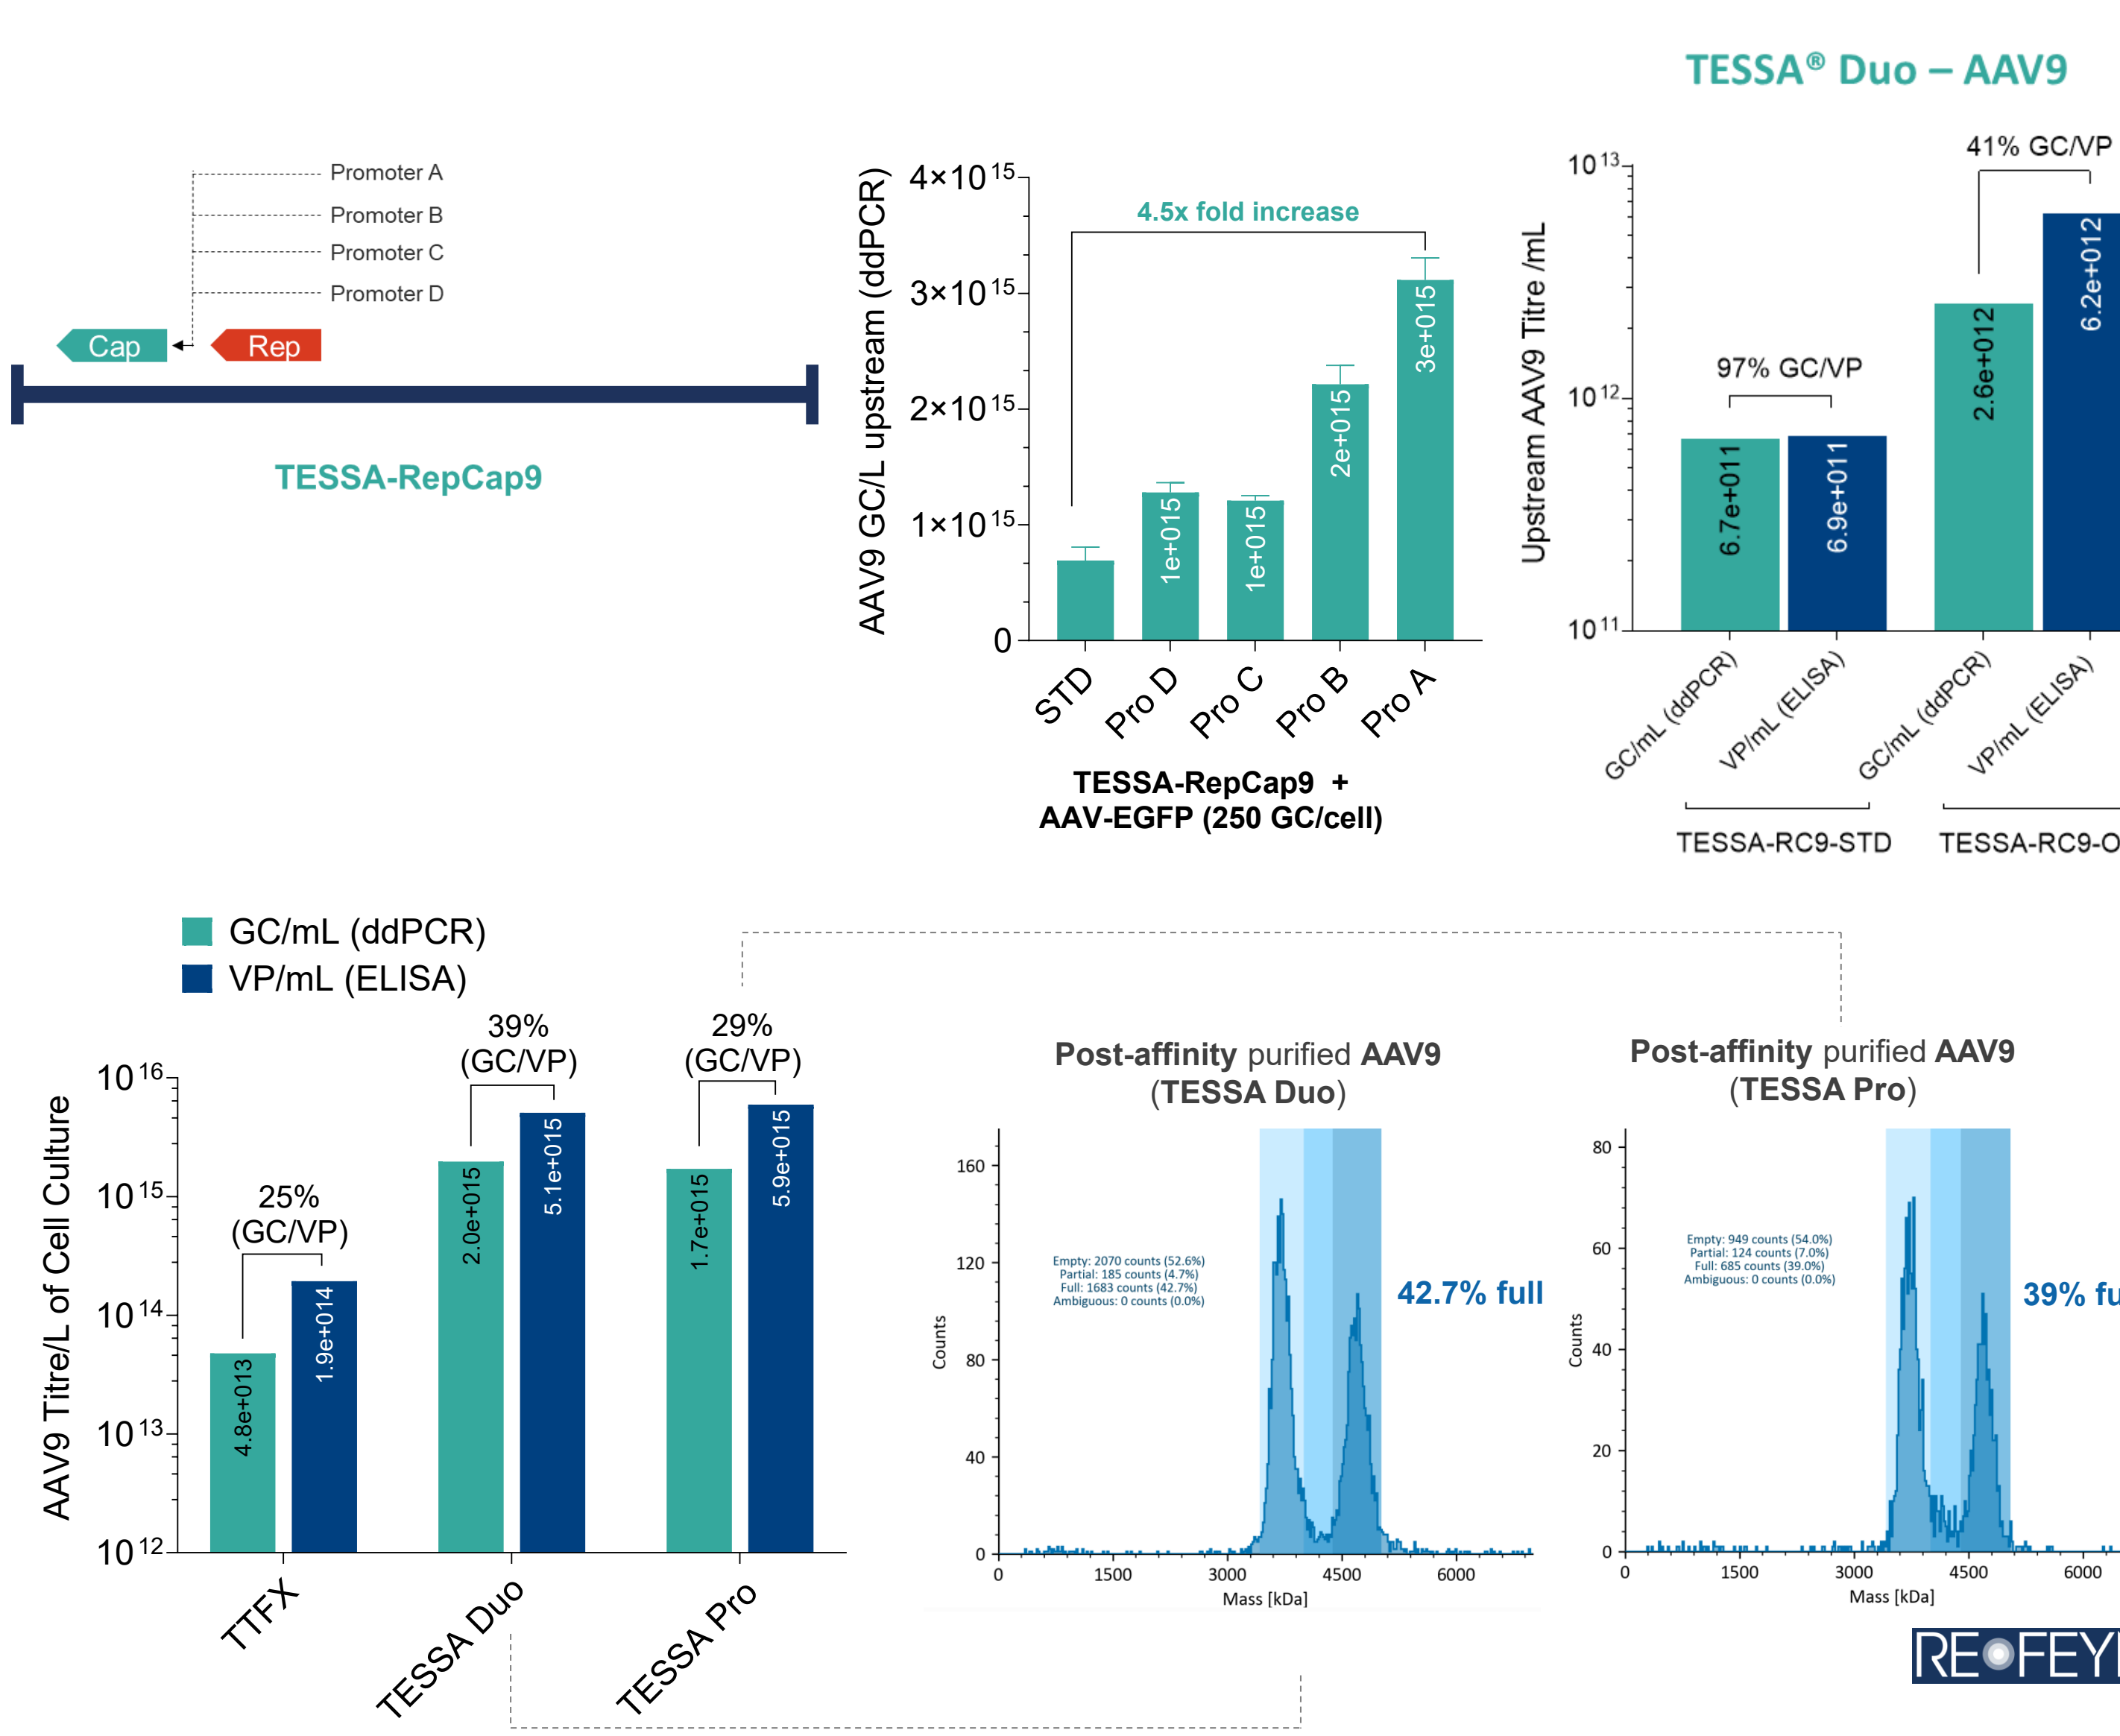 TESSA® Duo – AAV9
Promoter A
Promoter B
Promoter C
Promoter D
Cap
Rep
TESSA-RepCap9
AAV9 GC/L upstream (ddPCR)
4×10^15
3×10^15
2×10^15
1×10^15
0
4.5x fold increase
1e+015
1e+015
2e+015
3e+015
STD
Pro D
Pro C
Pro B
Pro A
TESSA-RepCap9 +
AAV-EGFP (250 GC/cell)
Upstream AAV9 Titre /mL
10^13
10^12
10^11
97% GC/VP
41% GC/VP
6.7e+011
6.9e+011
2.6e+012
6.2e+012
GC/mL (ddPCR)
VP/mL (ELISA)
GC/mL (ddPCR)
VP/mL (ELISA)
TESSA-RC9-STD
TESSA-RC9-O
GC/mL (ddPCR)
VP/mL (ELISA)
AAV9 Titre/L of Cell Culture
10^16
10^15
10^14
10^13
10^12
25%
(GC/VP)
39%
(GC/VP)
29%
(GC/VP)
4.8e+013
1.9e+014
2.0e+015
5.1e+015
1.7e+015
5.9e+015
TTFX
TESSA Duo
TESSA Pro
Post-affinity purified AAV9
(TESSA Duo)
Counts
160
120
80
40
0
Empty: 2070 counts (52.6%)
Partial: 185 counts (4.7%)
Full: 1683 counts (42.7%)
Ambiguous: 0 counts (0.0%)
42.7% full
0 1500 3000 4500 6000
Mass [kDa]
Post-affinity purified AAV9
(TESSA Pro)
Counts
80
60
40
20
0
Empty: 949 counts (54.0%)
Partial: 124 counts (7.0%)
Full: 685 counts (39.0%)
Ambiguous: 0 counts (0.0%)
39% fu
0 1500 3000 4500 6000
Mass [kDa]
REFEY